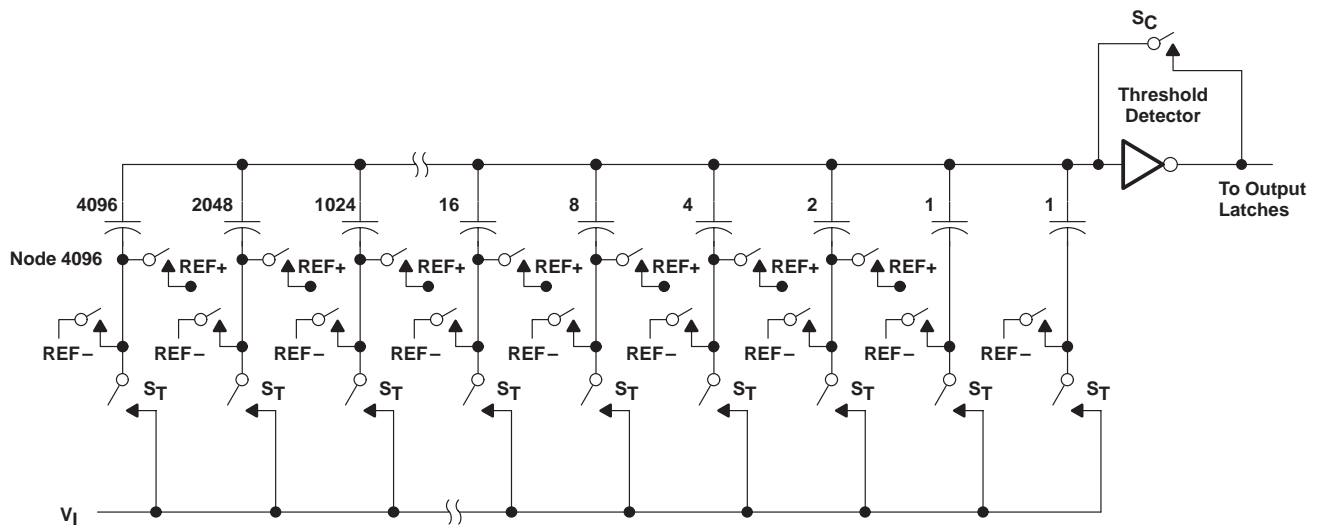 SC
Threshold
Detector
To Output
Latches
4096 2048 1024 16 8 4 2 1 1
Node 4096
REF+ REF+ REF+ REF+ REF+ REF+ REF+
REF− REF− REF− REF− REF− REF− REF− REF− REF−
ST ST ST ST ST ST ST ST ST
VI